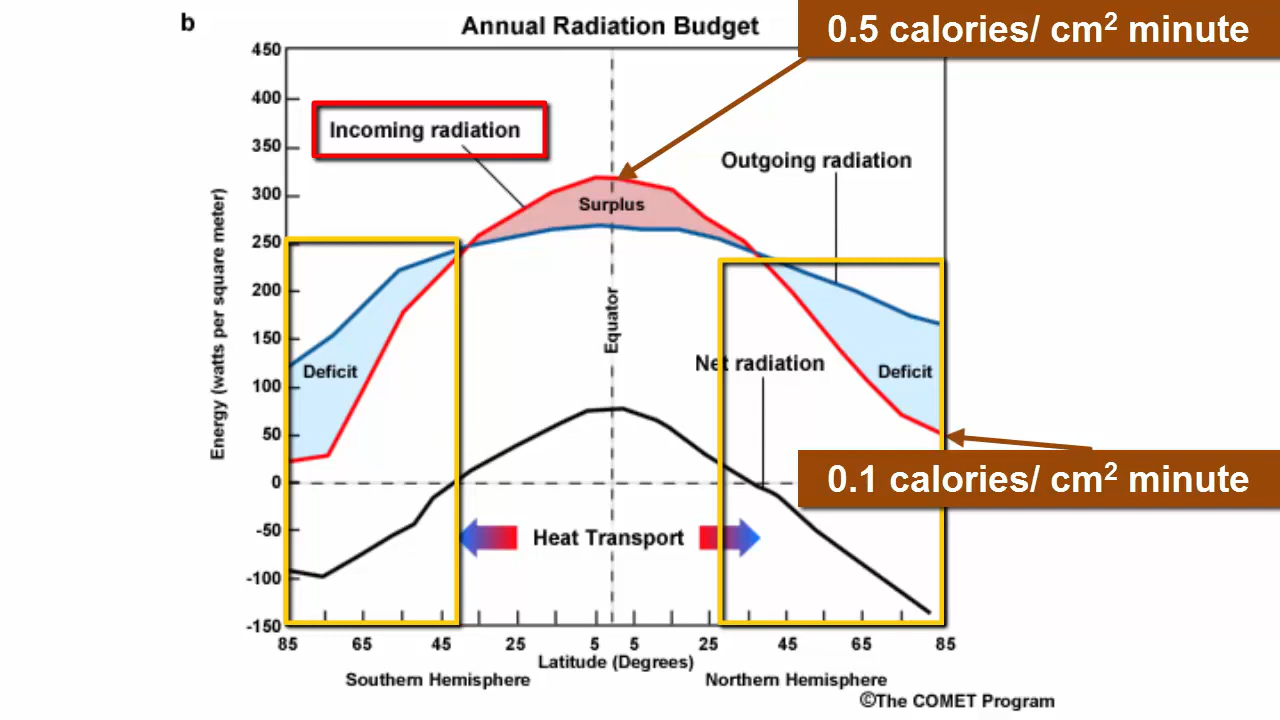 b
Annual Radiation Budget
0.5 calories/ cm² minute
450
400
350
300
250
200
150
100
50
0
-50
-100
-150
Energy (watts per square meter)
Incoming radiation
Outgoing radiation
Surplus
Equator
Net radiation
Deficit
Deficit
0.1 calories/ cm² minute
Heat Transport
85 65 45 25 5 5 25 45 65 85
Latitude (Degrees)
Southern Hemisphere Northern Hemisphere
©The COMET Program